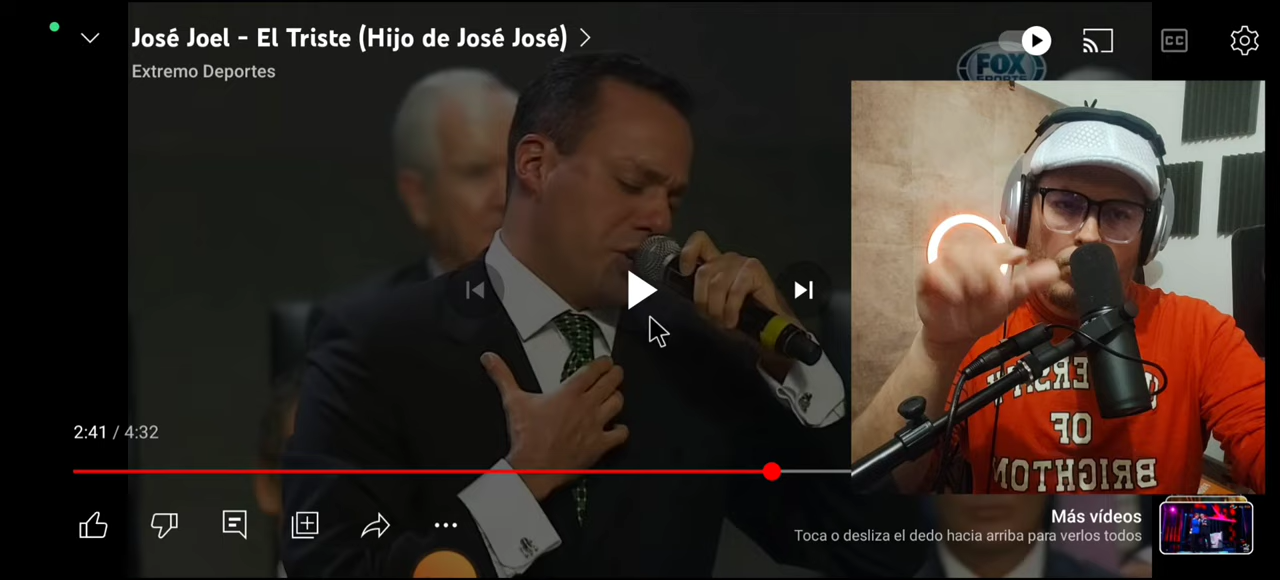 José Joel - El Triste (Hijo de José José)
Extremo Deportes
CC
FOX
SPORTS
2:41 / 4:32
OF
BRIGHTON
Más vídeos
Toca o desliza el dedo hacia arriba para verlos todos